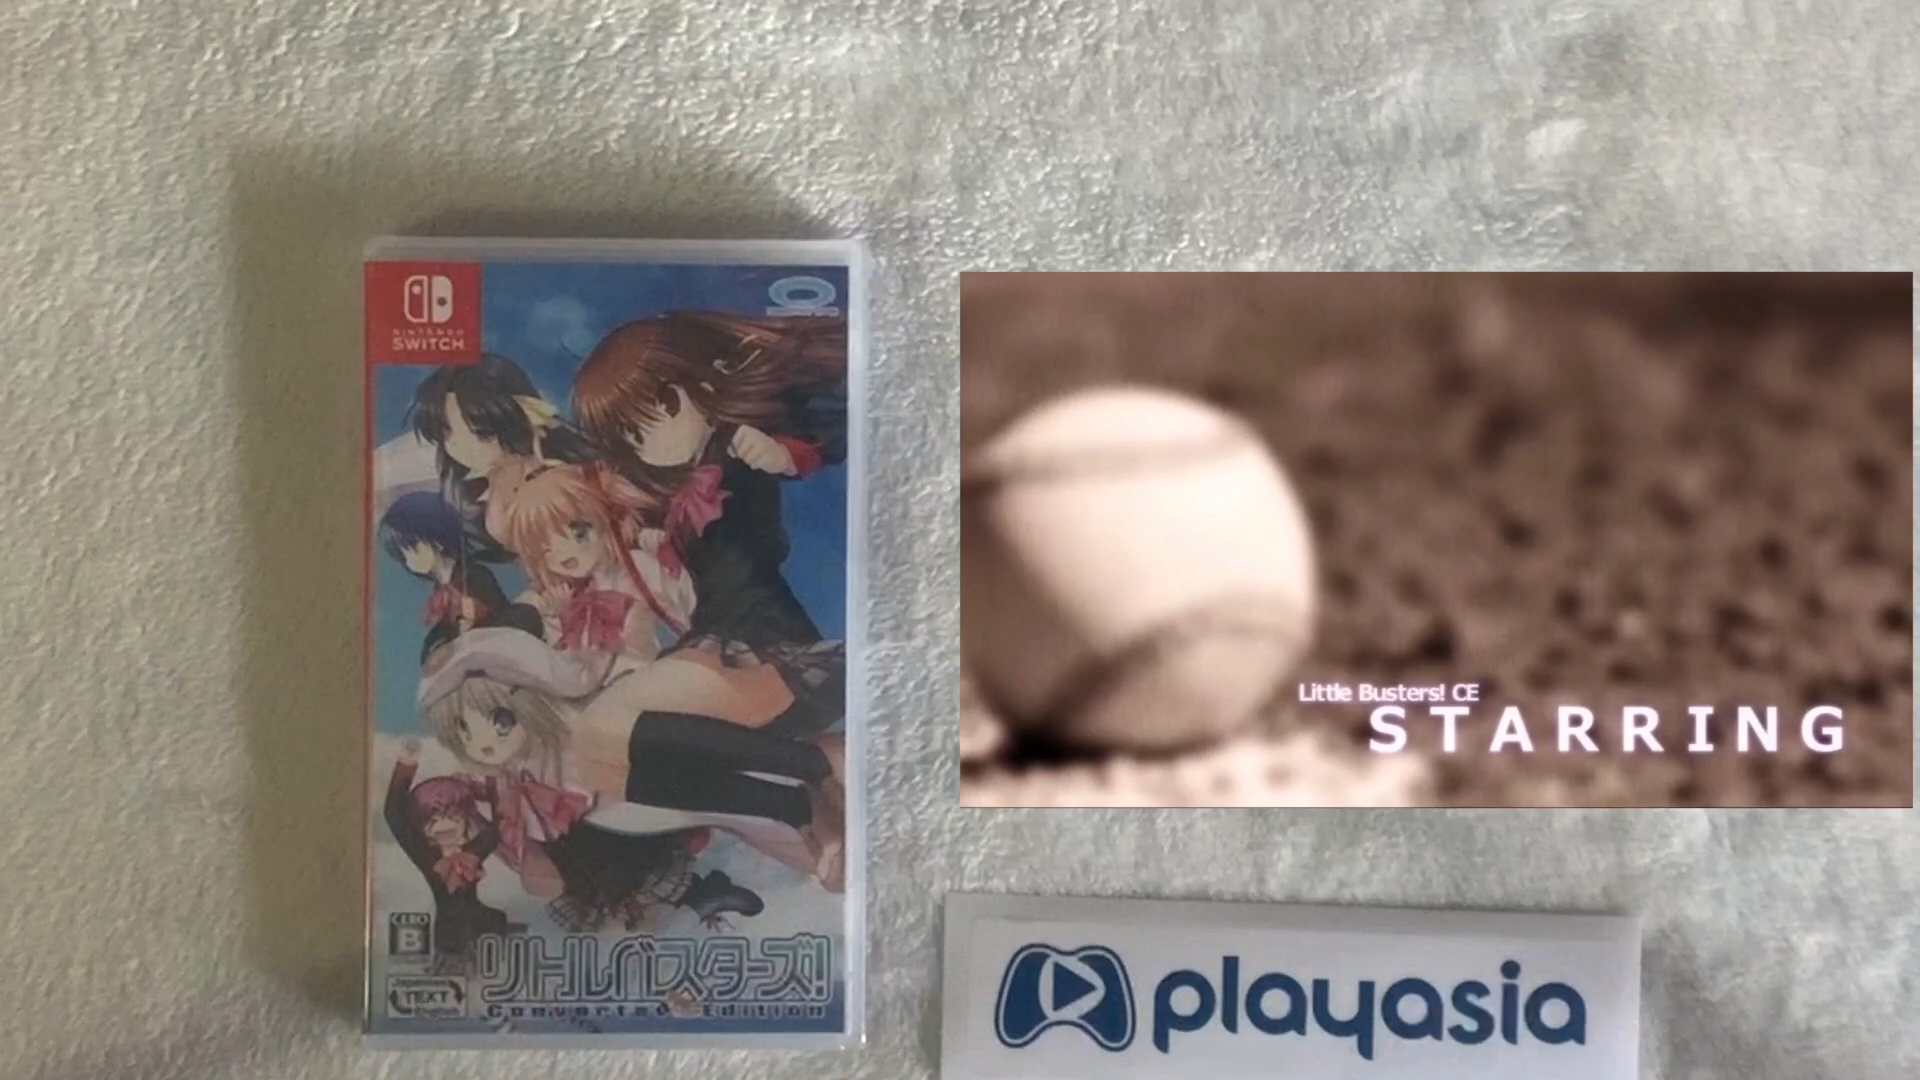 NINTENDO
SWITCH
CERO
B
リトルバスターズ!
Converted Edition
Japanese
TEXT
English
Little Busters! CE
STARRING
playasia